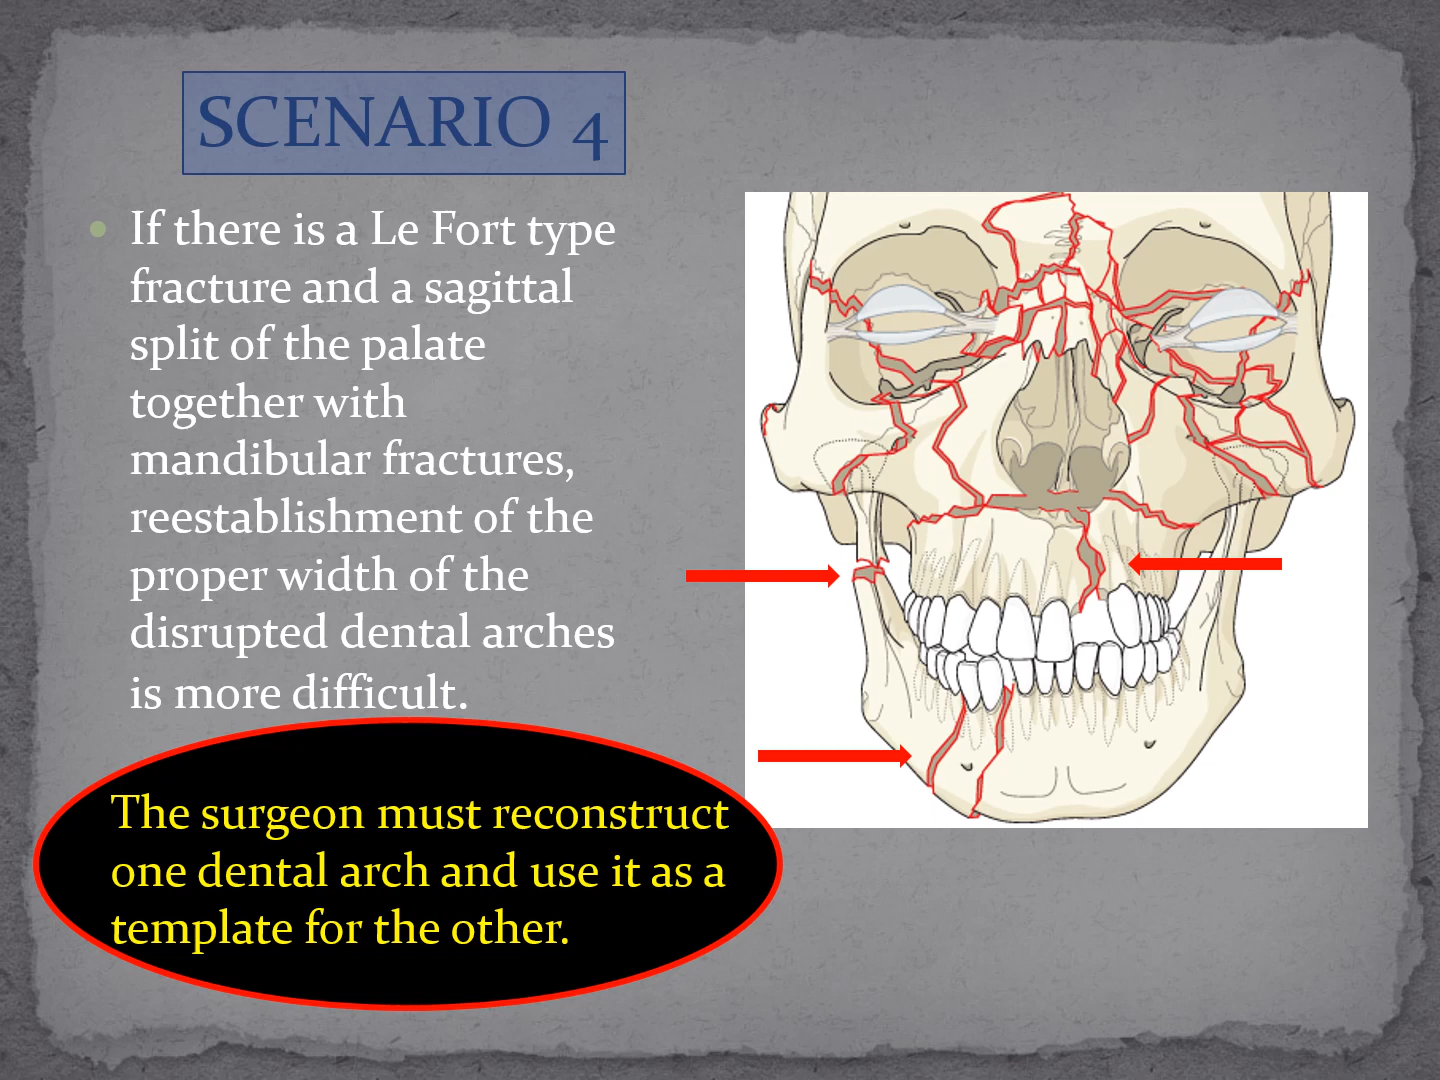 SCENARIO 4
• If there is a Le Fort type
fracture and a sagittal
split of the palate
together with
mandibular fractures,
reestablishment of the
proper width of the
disrupted dental arches
is more difficult.
The surgeon must reconstruct
one dental arch and use it as a
template for the other.